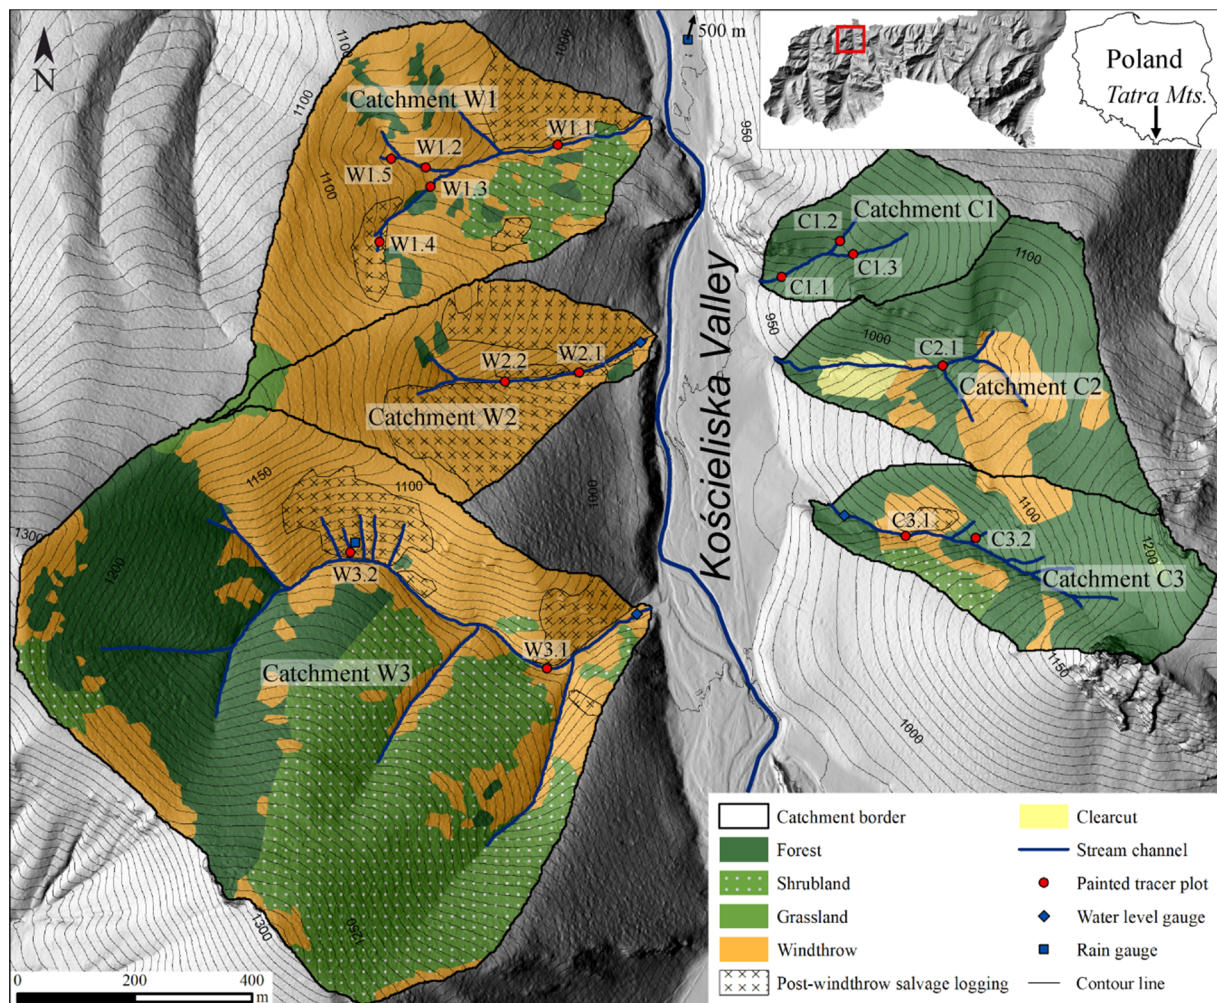 N
500 m
Poland
Tatra Mts.
1100
1000
1100
Catchment W1
W1.1
W1.2
W1.5
W1.3
1100
W1.4
950
C1.2
Catchment C1
C1.3
C1.1
1100
950
1000
C2.1
Catchment C2
W2.1
W2.2
Catchment W2
1000
Kościeliska Valley
1150
1100
1300
1200
W3.2
W3.1
Catchment W3
1250
1300
1100
1200
C3.1
C3.2
Catchment C3
1150
1000
Catchment border
Forest
Shrubland
Grassland
Windthrow
Post-windthrow salvage logging
Clearcut
Stream channel
Painted tracer plot
Water level gauge
Rain gauge
Contour line
0 200 400
m